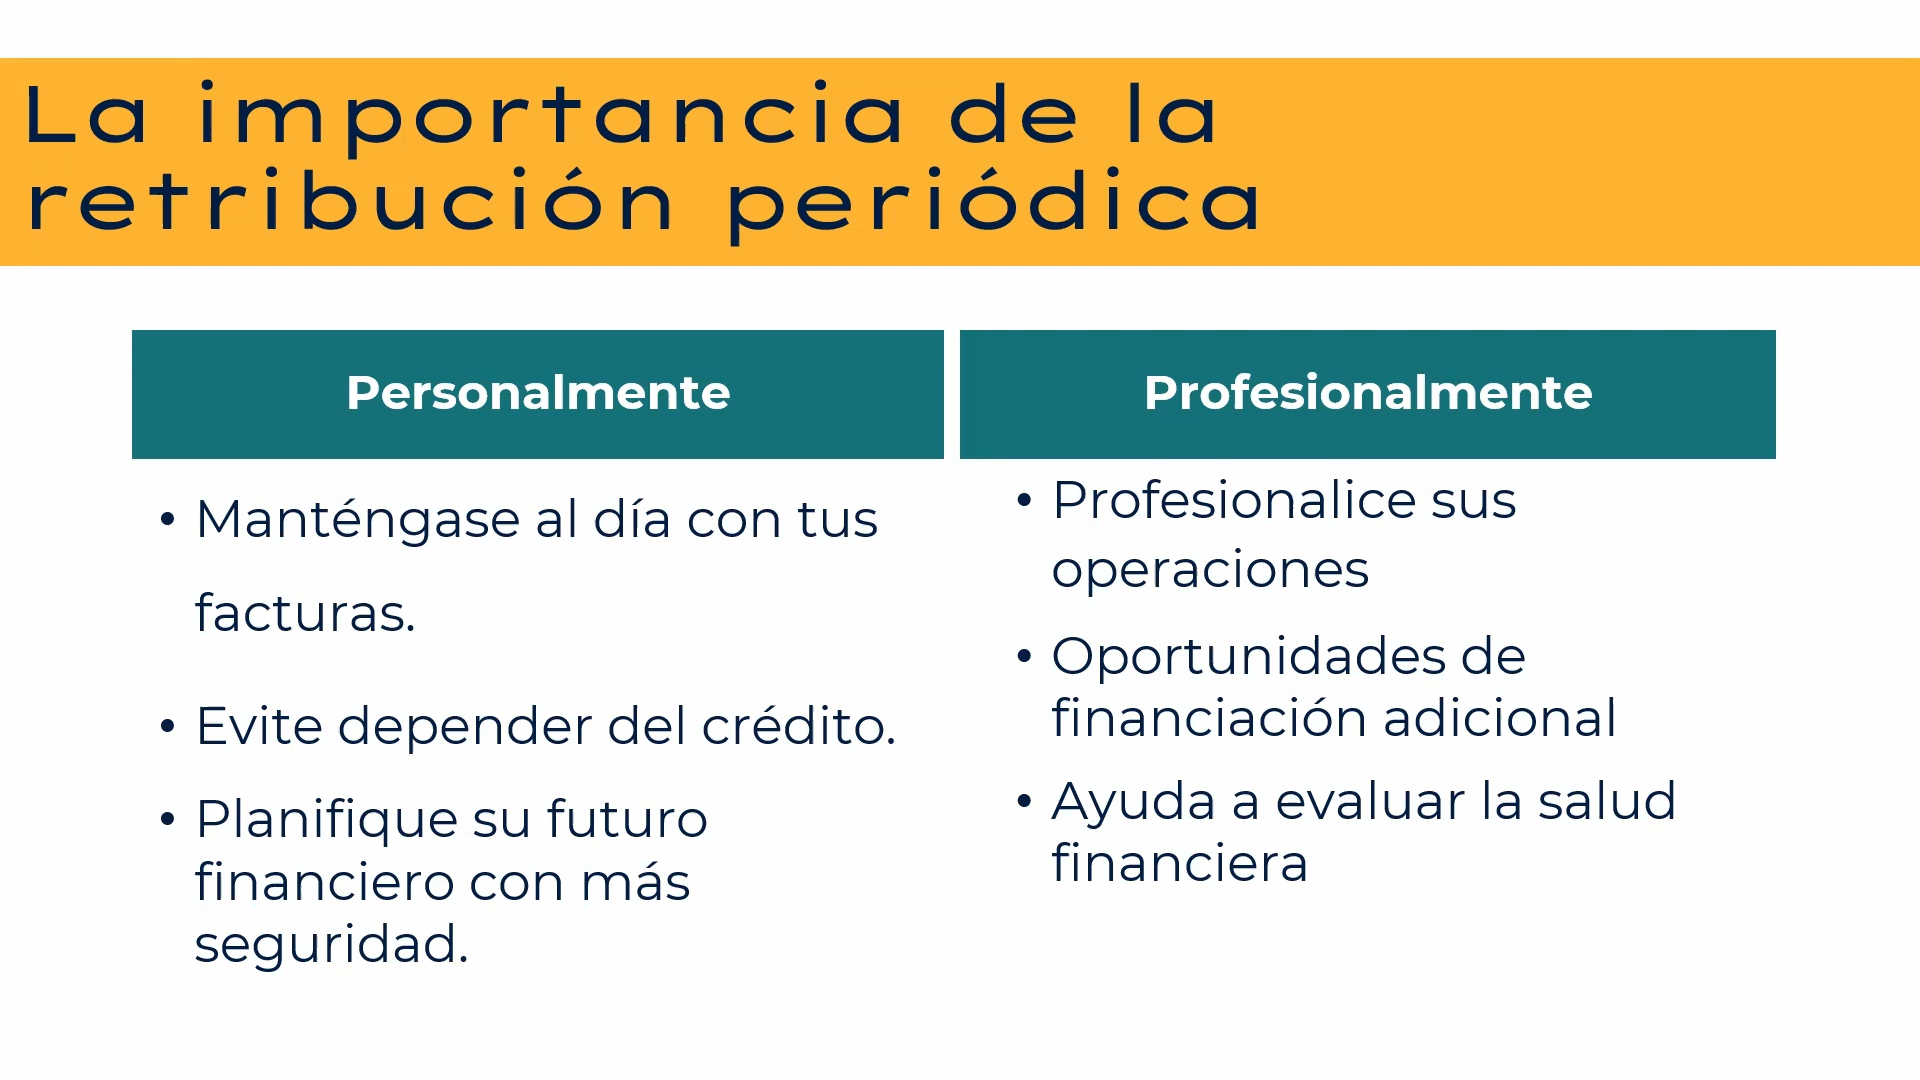 La importancia de la
retribución periódica
Personalmente
• Manténgase al día con tus
facturas.
• Evite depender del crédito.
• Planifique su futuro
financiero con más
seguridad.
Profesionalmente
• Profesionalice sus
operaciones
• Oportunidades de
financiación adicional
• Ayuda a evaluar la salud
financiera